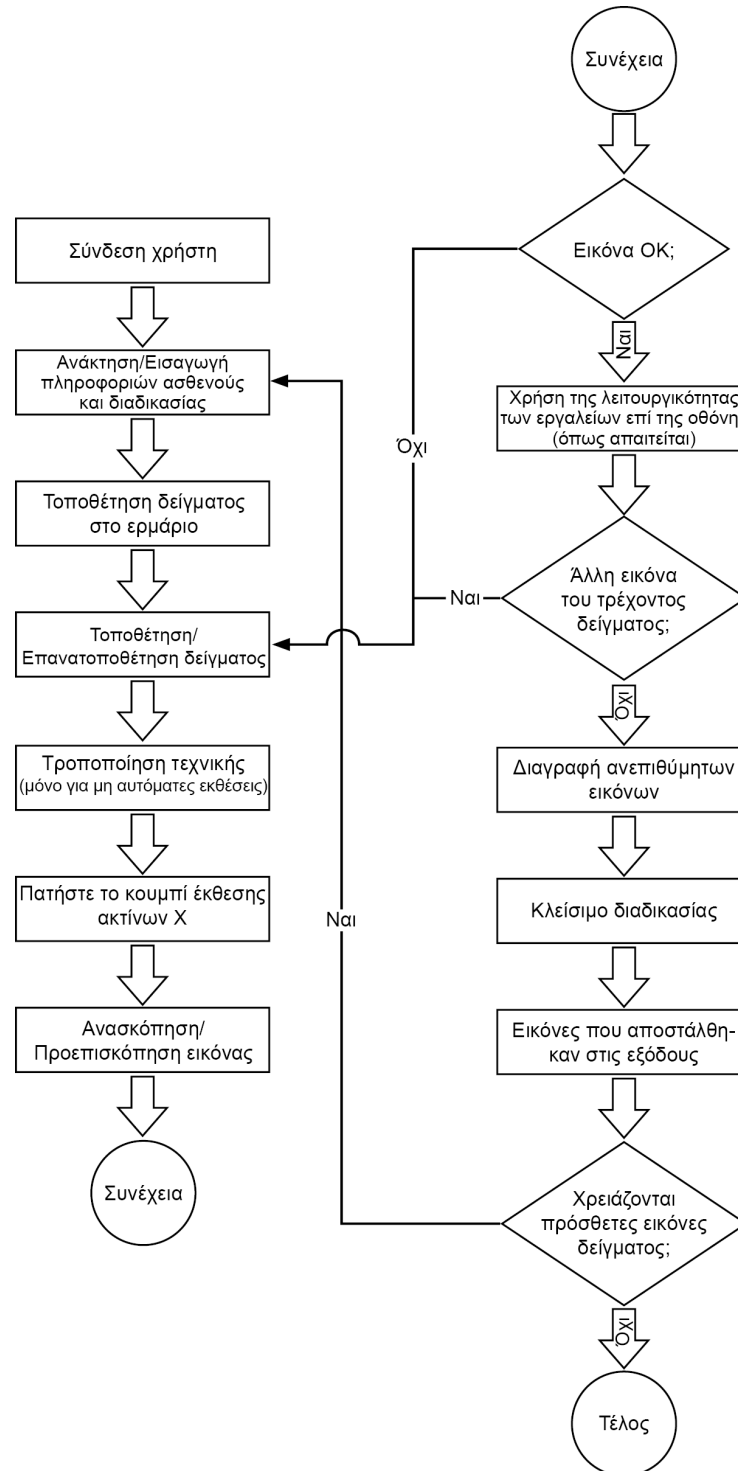 Σύνδεση χρήστη
Ανάκτηση/Εισαγωγή
πληροφοριών ασθενούς
και διαδικασίας
Τοποθέτηση δείγματος
στο ερμάριο
Τοποθέτηση/
Επανατοποθέτηση δείγματος
Τροποποίηση τεχνικής
(μόνο για μη αυτόματες εκθέσεις)
Πατήστε το κουμπί έκθεσης
ακτίνων Χ
Ανασκόπηση/
Προεπισκόπηση εικόνας
Συνέχεια
Συνέχεια
Εικόνα ΟΚ;
Όχι
Ναι
Χρήση της λειτουργικότητας
των εργαλείων επί της οθόνη
(όπως απαιτείται)
Άλλη εικόνα
του τρέχοντος
δείγματος;
Ναι
Όχι
Διαγραφή ανεπιθύμητων
εικόνων
Κλείσιμο διαδικασίας
Εικόνες που αποστάλθη-
καν στις εξόδους
Χρειάζονται
πρόσθετες εικόνες
δείγματος;
Ναι
Όχι
Τέλος